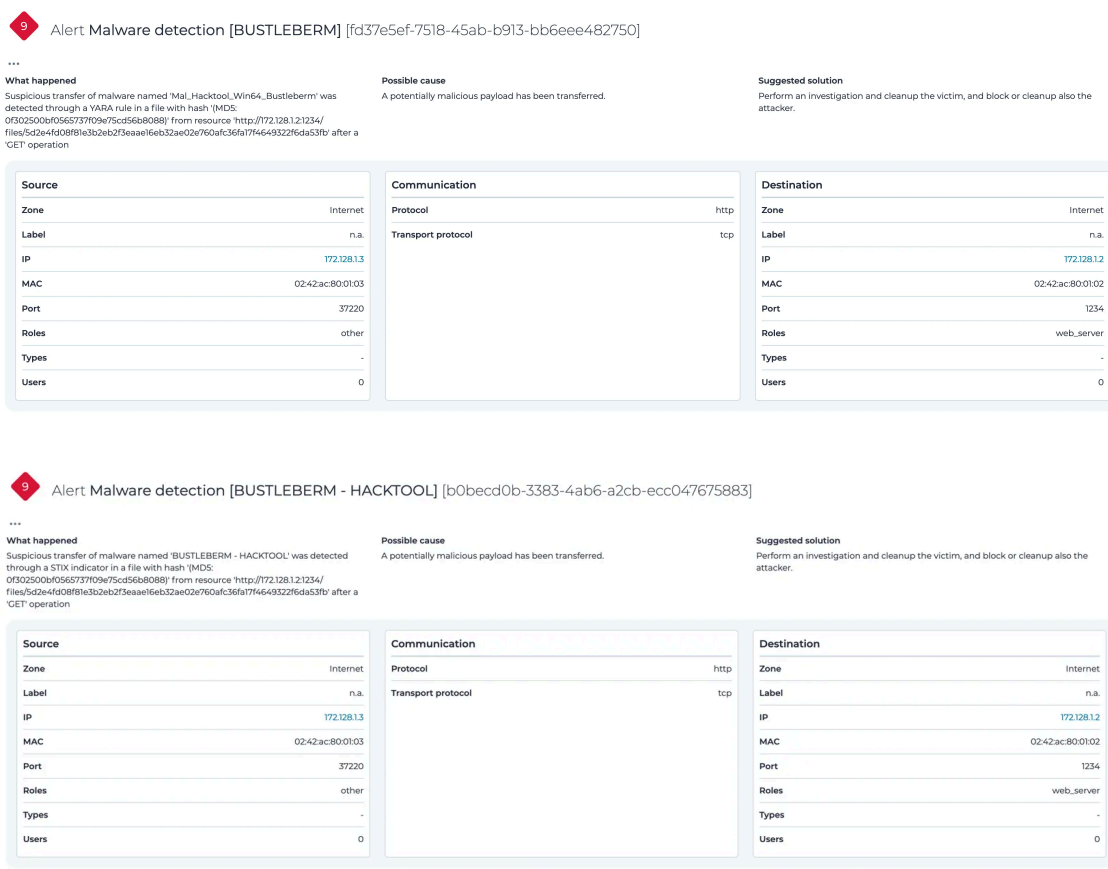 9
Alert Malware detection [BUSTLEBERM] [fd37e5ef-7518-45ab-b913-bb6eee482750]
...
What happened
Suspicious transfer of malware named 'Mal_Hacktool_Win64_Bustleberm' was
detected through a YARA rule in a file with hash '(MD5:
0f302500bf0565737f09e75cd56b8088)' from resource 'http://172.128.1.2:1234/
files/5d2e4fd08f81e3b2eb2f3eaae16eb32ae02e760afc36fa17f4649322f6da53fb' after a
'GET' operation
Possible cause
A potentially malicious payload has been transferred.
Suggested solution
Perform an investigation and cleanup the victim, and block or cleanup also the
attacker.
Source
Zone Internet
Label n.a.
IP 172.128.1.3
MAC 02:42:ac:80:01:03
Port 37220
Roles other
Types -
Users 0
Communication
Protocol http
Transport protocol tcp
Destination
Zone Internet
Label n.a.
IP 172.128.1.2
MAC 02:42:ac:80:01:02
Port 1234
Roles web_server
Types -
Users 0
9
Alert Malware detection [BUSTLEBERM - HACKTOOL] [b0becd0b-3383-4ab6-a2cb-ecc047675883]
...
What happened
Suspicious transfer of malware named 'BUSTLEBERM - HACKTOOL' was detected
through a STIX indicator in a file with hash '(MD5:
0f302500bf0565737f09e75cd56b8088)' from resource 'http://172.128.1.2:1234/
files/5d2e4fd08f81e3b2eb2f3eaae16eb32ae02e760afc36fa17f4649322f6da53fb' after a
'GET' operation
Possible cause
A potentially malicious payload has been transferred.
Suggested solution
Perform an investigation and cleanup the victim, and block or cleanup also the
attacker.
Source
Zone Internet
Label n.a.
IP 172.128.1.3
MAC 02:42:ac:80:01:03
Port 37220
Roles other
Types -
Users 0
Communication
Protocol http
Transport protocol tcp
Destination
Zone Internet
Label n.a.
IP 172.128.1.2
MAC 02:42:ac:80:01:02
Port 1234
Roles web_server
Types -
Users 0